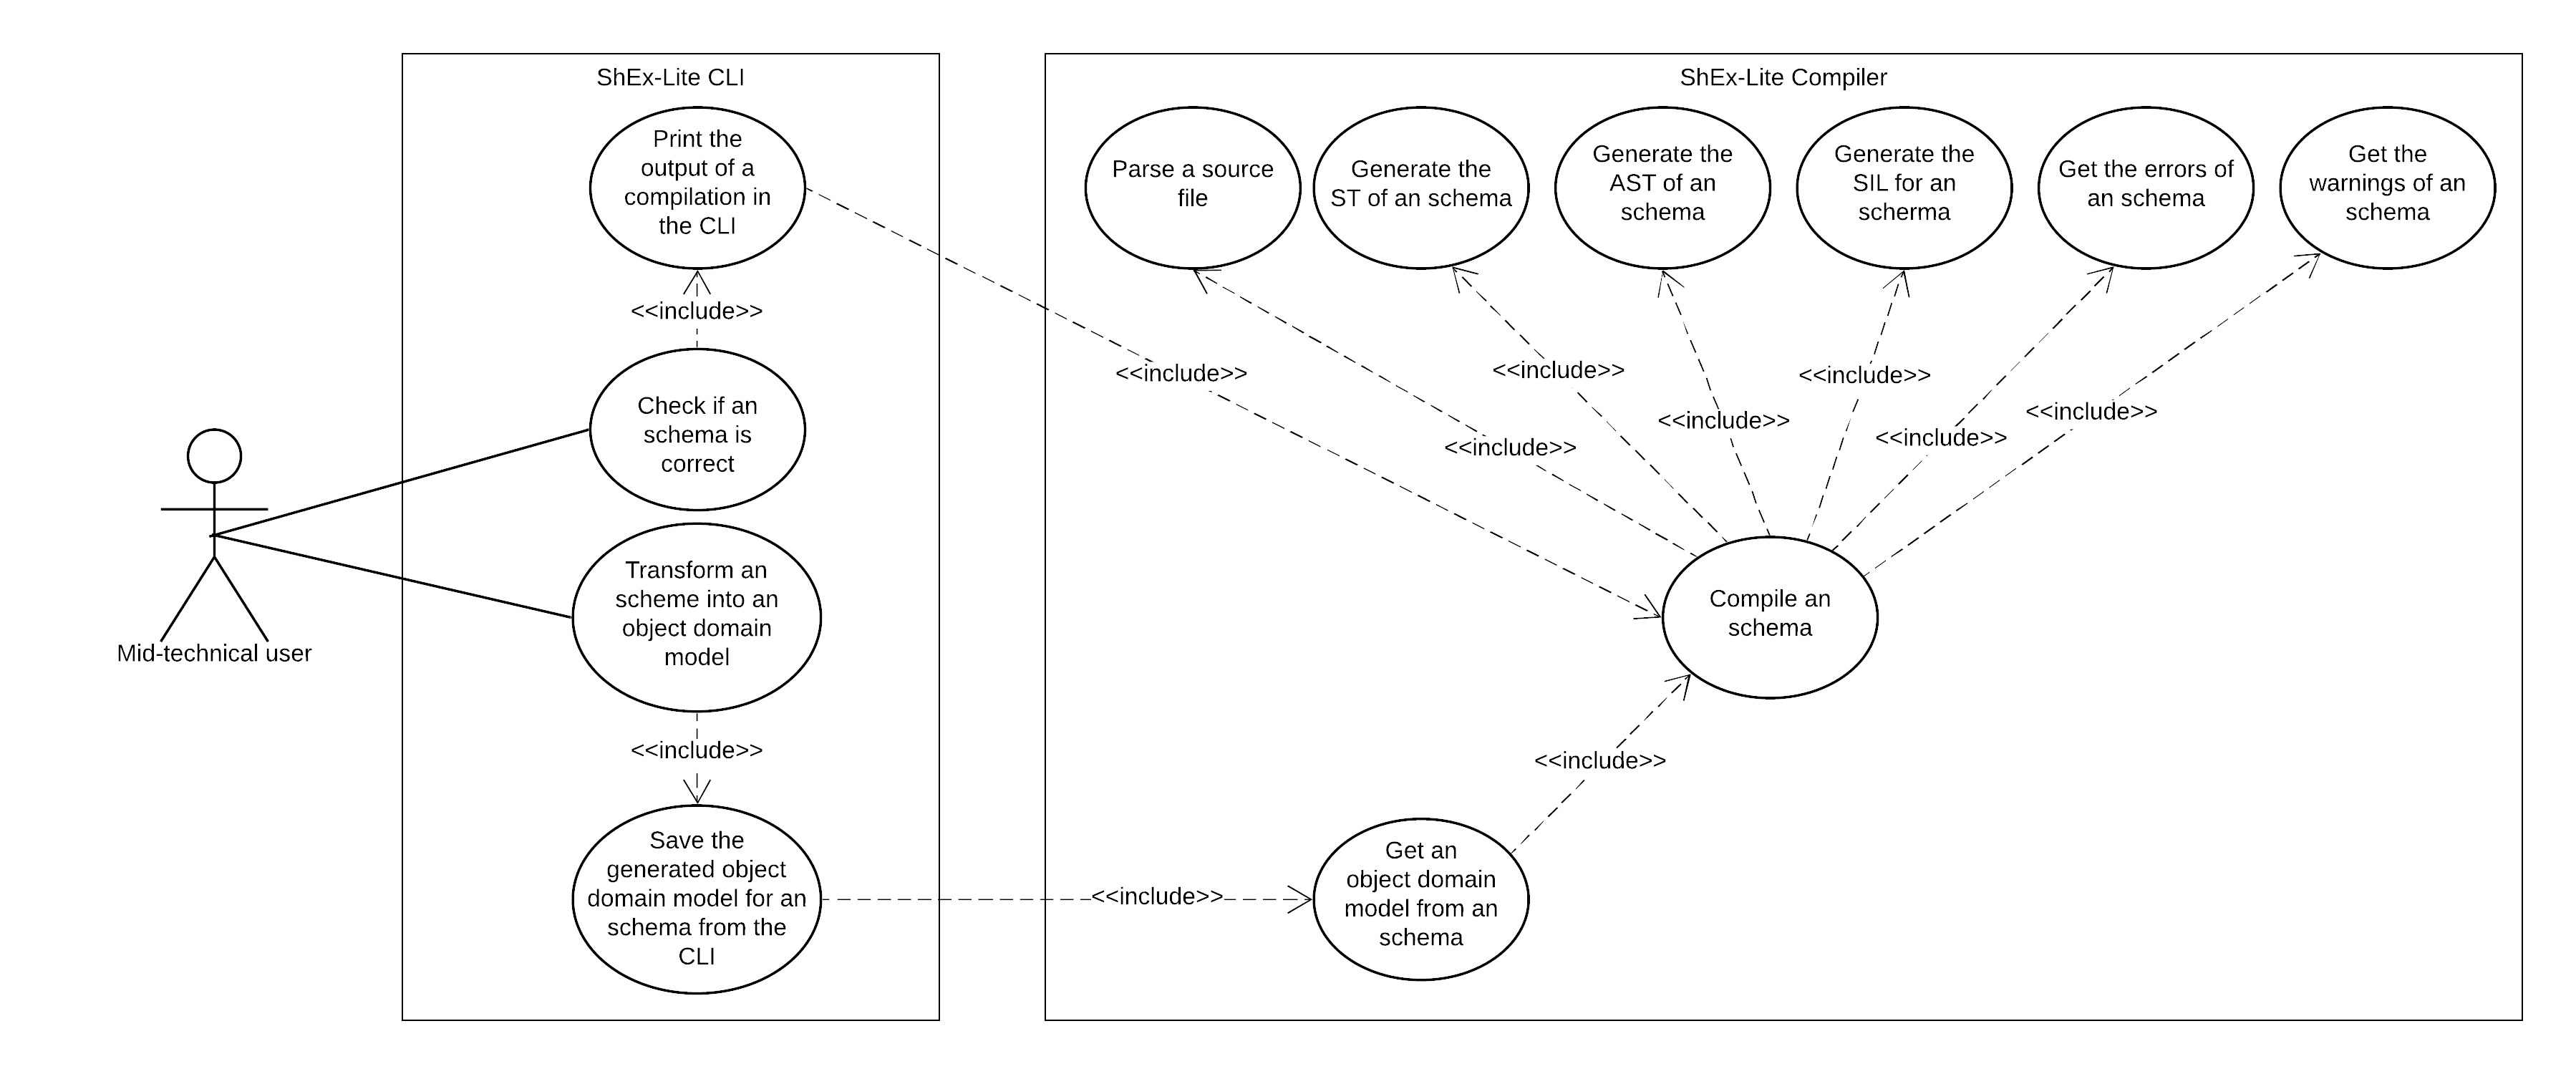 ShEx-Lite CLI
Print the
output of a
compilation in
the CLI
<<include>>
Check if an
schema is
correct
Mid-technical user
Transform an
scheme into an
object domain
model
<<include>>
Save the
generated object
domain model for an
schema from the
CLI
ShEx-Lite Compiler
Parse a source
file
Generate the
ST of an schema
Generate the
AST of an
schema
Generate the
SIL for an
scherma
Get the errors of
an schema
Get the
warnings of an
schema
<<include>>
<<include>>
<<include>>
<<include>>
<<include>>
<<include>>
<<include>>
Compile an
schema
<<include>>
<<include>>
Get an
object domain
model from an
schema